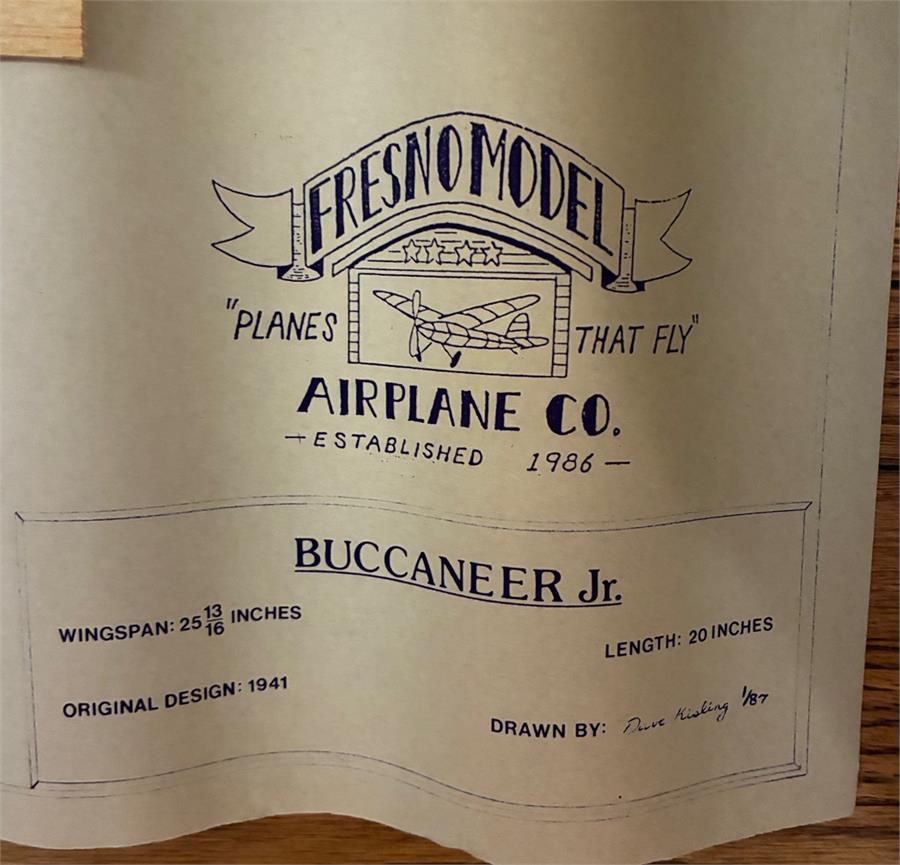 FRESNO MODEL
"PLANES THAT FLY"
AIRPLANE CO.
— ESTABLISHED 1986 —
BUCCANEER Jr.
WINGSPAN: 25 13/16 INCHES
LENGTH: 20 INCHES
ORIGINAL DESIGN: 1941
DRAWN BY: Dave Kisling 1/87